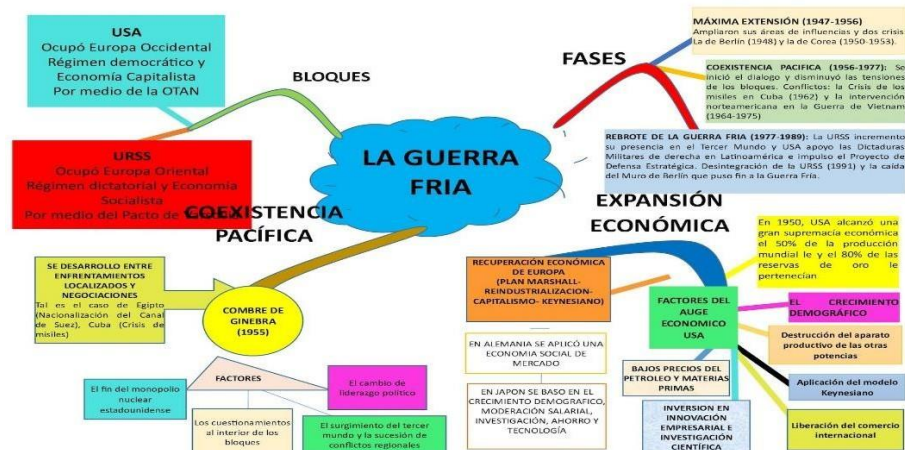 USA
Ocupó Europa Occidental
Régimen democrático y
Economía Capitalista
Por medio de la OTAN
BLOQUES
URSS
Ocupó Europa Oriental
Régimen dictatorial y Economía
Socialista
Por medio del Pacto de
LA GUERRA
FRIA
FASES
MÁXIMA EXTENSIÓN (1947-1956)
Ampliaron sus áreas de influencias y dos crisis
La de Berlín (1948) y la de Corea (1950-1953).
COEXISTENCIA PACIFICA (1956-1977): Se
inició el dialogo y disminuyó las tensiones
de los bloques. Conflictos: la Crisis de los
misiles en Cuba (1962) y la intervención
norteamericana en la Guerra de Vietnam
(1964-1975)
REBROTE DE LA GUERRA FRIA (1977-1989): La URSS incremento
su presencia en el Tercer Mundo y USA apoyo las Dictaduras
Militares de derecha en Latinoamérica e impulso el Proyecto de
Defensa Estratégica. Desintegración de la URSS (1991) y la caída
del Muro de Berlín que puso fin a la Guerra Fría.
COEXISTENCIA
PACÍFICA
SE DESARROLLO ENTRE
ENFRENTAMIENTOS
LOCALIZADOS Y
NEGOCIACIONES
Tal es el caso de Egipto
(Nacionalización del Canal
de Suez), Cuba (Crisis de
misiles)
COMBRE DE
GINEBRA
(1955)
FACTORES
El fin del monopolio
nuclear
estadounidense
Los cuestionamientos
al interior de los
bloques
El surgimiento del tercer
mundo y la sucesión de
conflictos regionales
El cambio de
liderazgo político
EXPANSIÓN
ECONÓMICA
RECUPERACIÓN ECONÓMICA
DE EUROPA
(PLAN MARSHALL-
REINDUSTRIALIZACION-
CAPITALISMO- KEYNESIANO)
EN ALEMANIA SE APLICÓ UNA
ECONOMIA SOCIAL DE
MERCADO
EN JAPON SE BASO EN EL
CRECIMIENTO DEMOGRÁFICO,
MODERACIÓN SALARIAL,
INVESTIGACIÓN, AHORRO Y
TECNOLOGÍA
FACTORES DEL
AUGE
ECONOMICO
USA
En 1950, USA alcanzó una
gran supremacía económica
el 50% de la producción
mundial le y el 80% de las
reservas de oro le
pertenecían
EL CRECIMIENTO
DEMOGRÁFICO
Destrucción del aparato
productivo de las otras
potencias
Aplicación del modelo
Keynesiano
Liberación del comercio
internacional
BAJOS PRECIOS DEL
PETROLEO Y MATERIAS
PRIMAS
INVERSION EN
INNOVACIÓN
EMPRESARIAL E
INVESTIGACIÓN
CIENTÍFICA